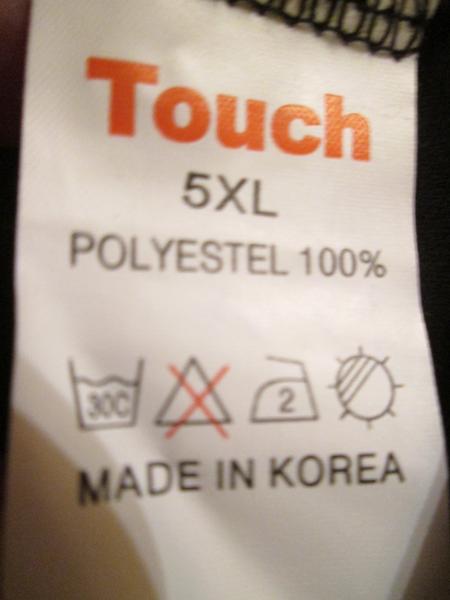 Touch
5XL
POLYESTEL 100%
30C 2
MADE IN KOREA